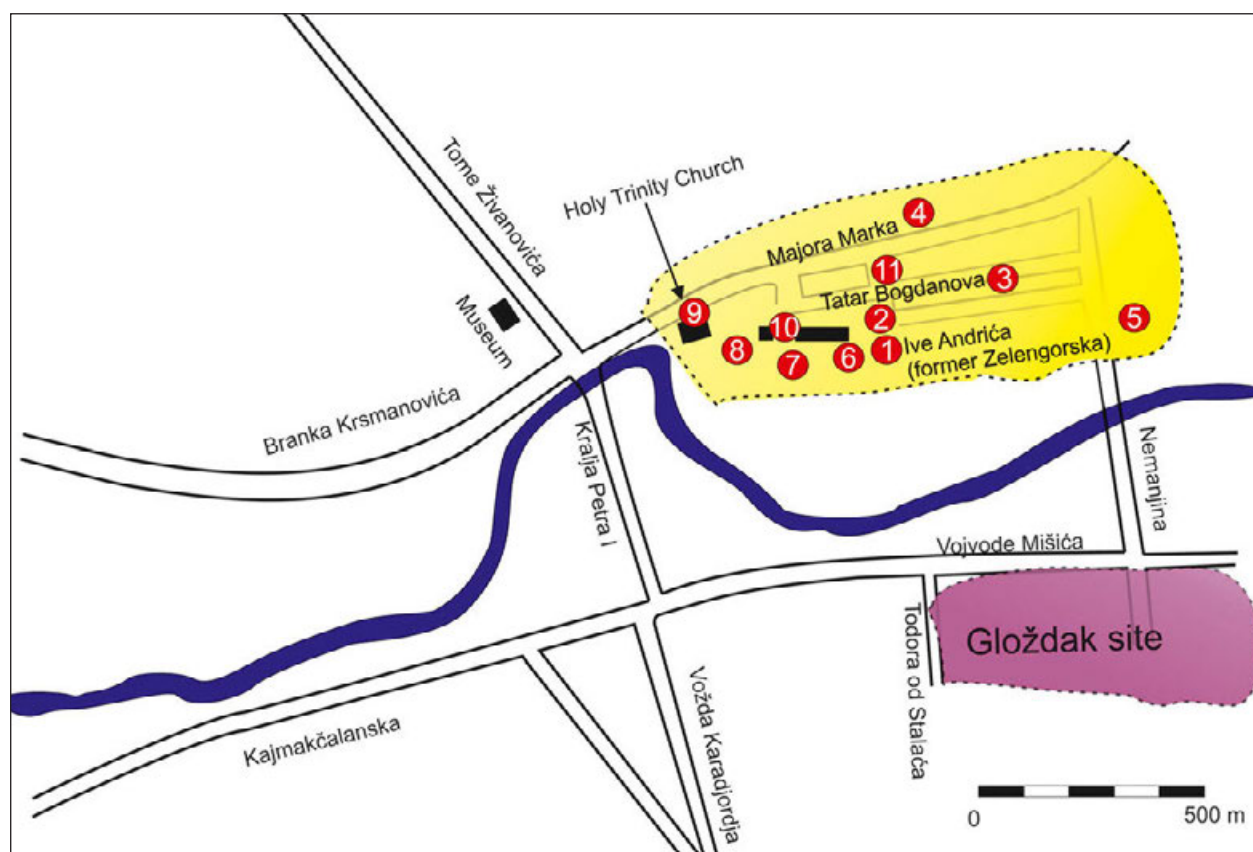 Tome Živanovića
Holy Trinity Church
Museum
Majora Marka
Tatar Bogdanova
Ive Andrića
(former Zelengorska)
4
11
3
9
10
2
5
8
7
6
1
Branka Krsmanovića
Kralja Petra I
Nemanjina
Vojvode Mišića
Todora od Stalaća
Gloždak site
Kajmakčalanska
Vožda Karadjordja
0
500 m